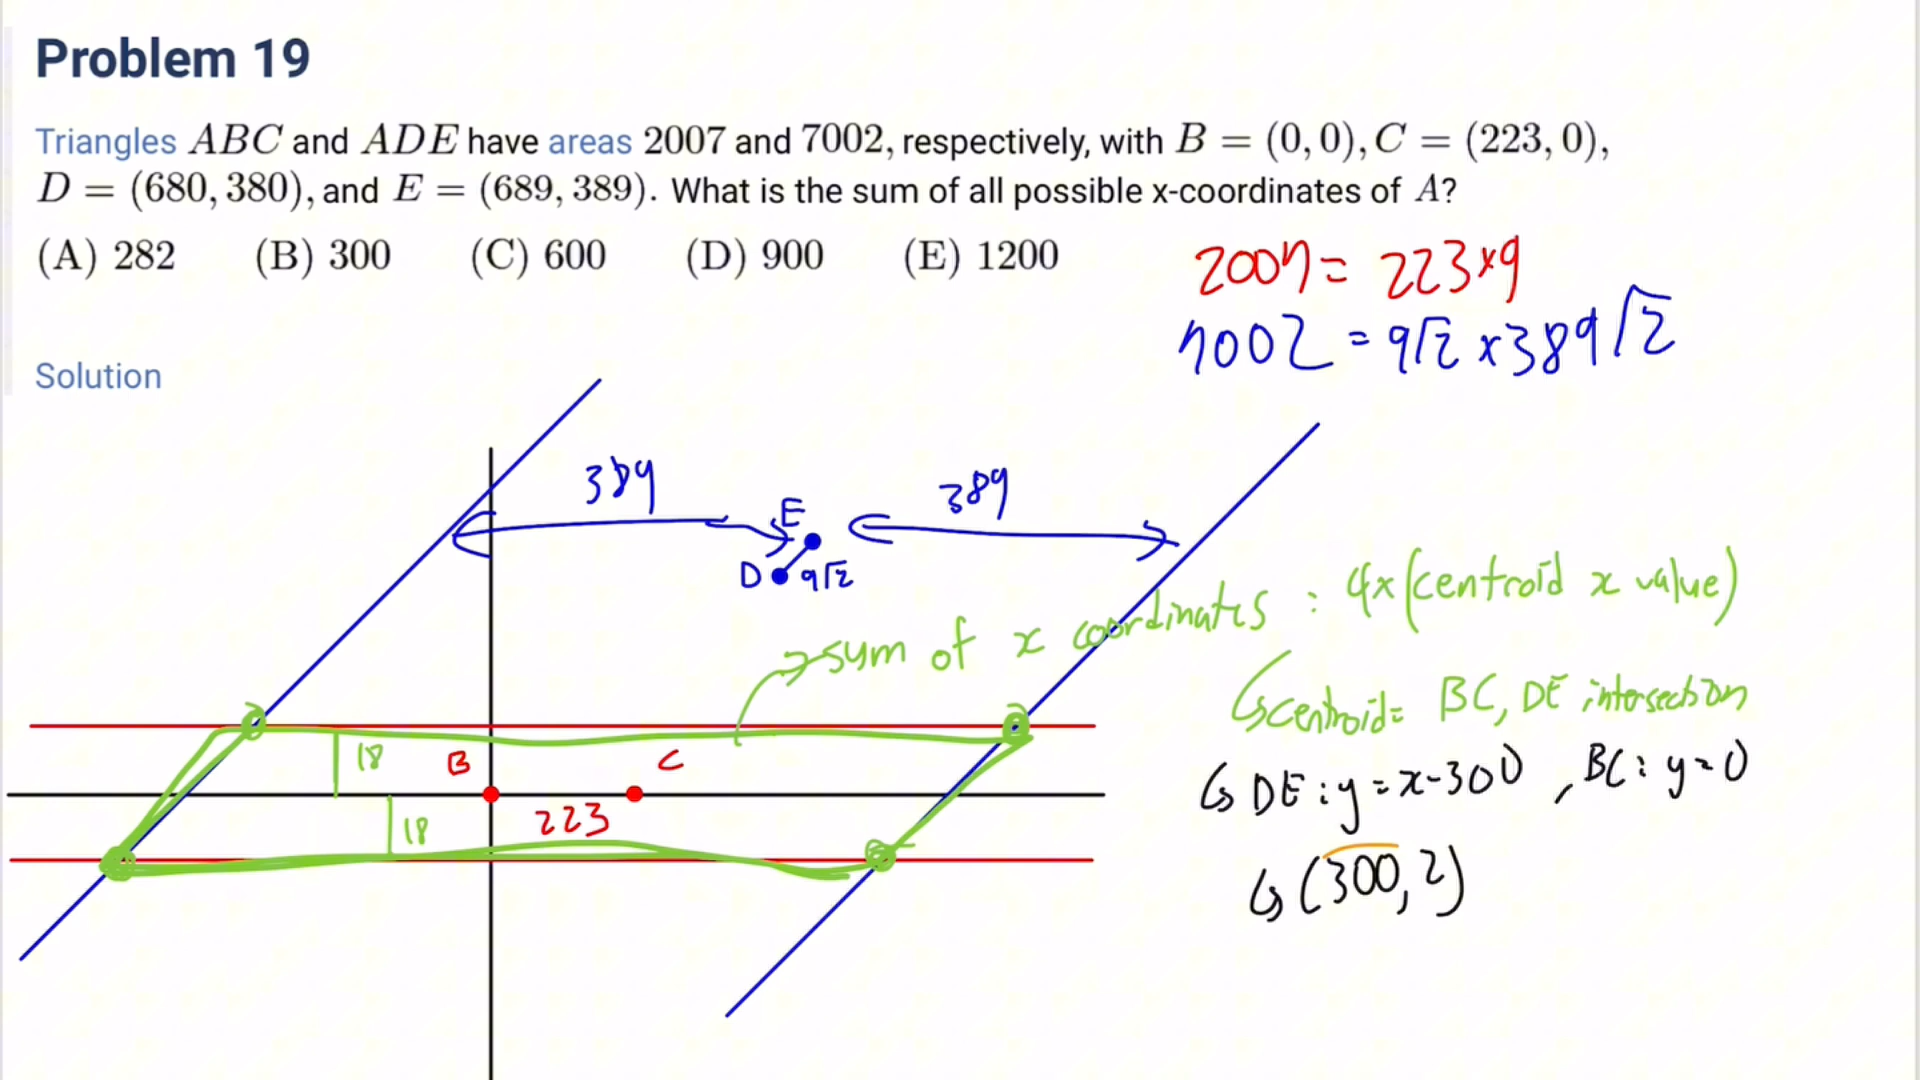 Problem 19
Triangles ABC and ADE have areas 2007 and 7002, respectively, with B = (0, 0), C = (223, 0),
D = (680, 380), and E = (689, 389). What is the sum of all possible x-coordinates of A?
(A) 282 (B) 300 (C) 600 (D) 900 (E) 1200
2007 = 223×9
7002 = 9√2 ×389√2
Solution
389
389
E
D 9√2
→ sum of x coordinates : 4×(centroid x value)
↳ centroid= BC, DE intersection
18 B C
↳ DE : y = x-300 , BC: y=0
18 223
↳ (300, 2)